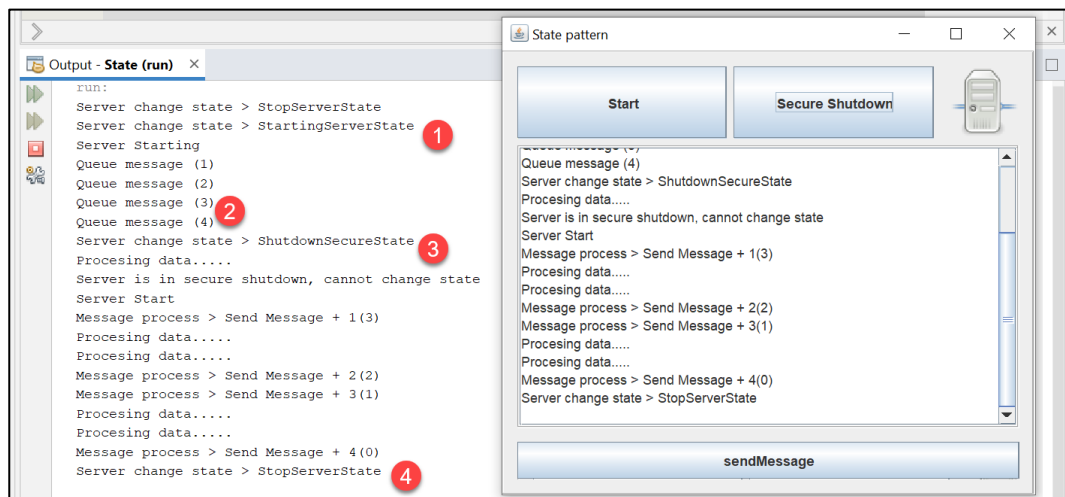 Output - State (run)
run:
Server change state > StopServerState
Server change state > StartingServerState
1
Server Starting
Queue message (1)
Queue message (2)
Queue message (3)
2
Queue message (4)
Server change state > ShutdownSecureState
3
Procesing data.....
Server is in secure shutdown, cannot change state
Server Start
Message process > Send Message + 1(3)
Procesing data.....
Procesing data.....
Message process > Send Message + 2(2)
Message process > Send Message + 3(1)
Procesing data.....
Procesing data.....
Message process > Send Message + 4(0)
Server change state > StopServerState
4
State pattern
Start
Secure Shutdown
Queue message (3)
Queue message (4)
Server change state > ShutdownSecureState
Procesing data.....
Server is in secure shutdown, cannot change state
Server Start
Message process > Send Message + 1(3)
Procesing data.....
Procesing data.....
Message process > Send Message + 2(2)
Message process > Send Message + 3(1)
Procesing data.....
Procesing data.....
Message process > Send Message + 4(0)
Server change state > StopServerState
sendMessage